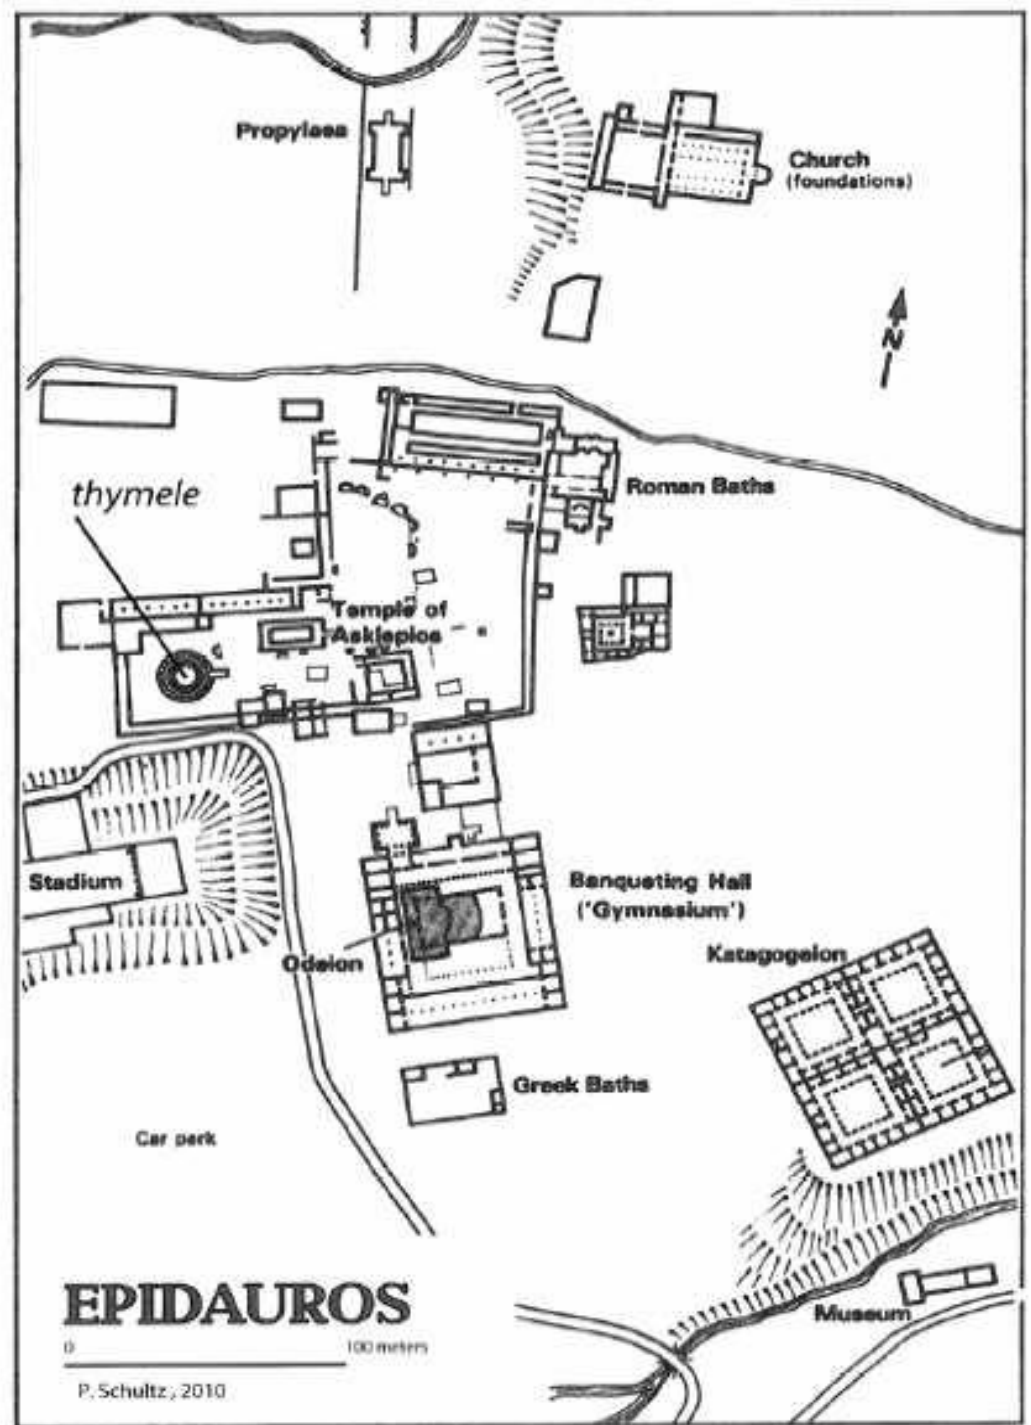 Propylaea
Church
(foundations)
N
thymele
Roman Baths
Temple of
Asklepios
Stadium
Banqueting Hall
('Gymnasium')
Katagogeion
Odeion
Greek Baths
Car park
EPIDAUROS
0 100 meters
Museum
P. Schultz, 2010